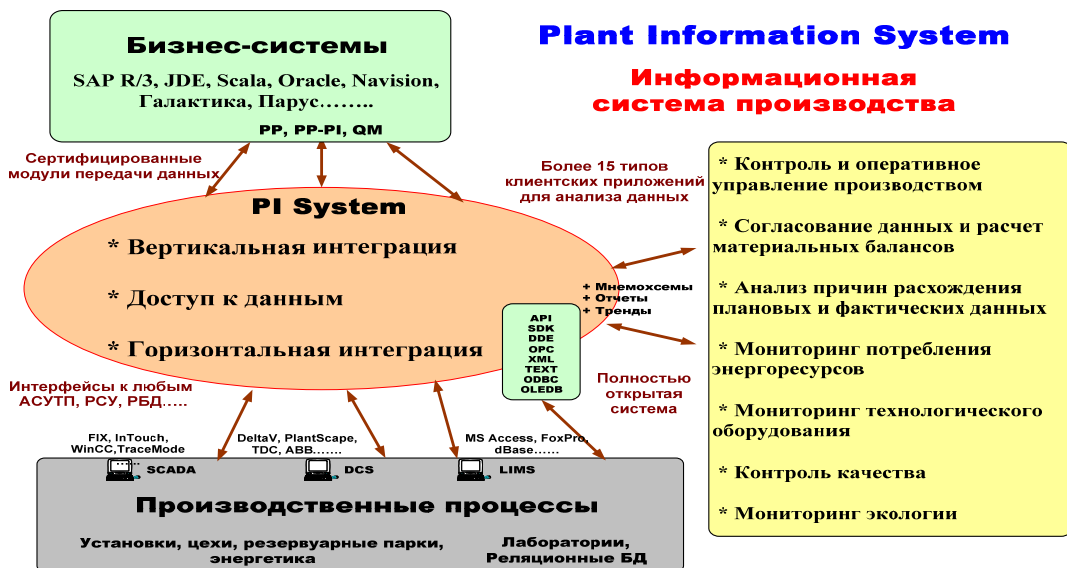 Бизнес-системы
SAP R/3, JDE, Scala, Oracle, Navision,
Галактика, Парус……..
PP, PP-PI, QM
Plant Information System
Информационная
система производства
Сертифицированные
модули передачи данных
Более 15 типов
клиентских приложений
для анализа данных
PI System
* Вертикальная интеграция
* Доступ к данным
* Горизонтальная интеграция
+ Мнемохсемы
+ Отчеты
+ Тренды
API
SDK
DDE
OPC
XML
TEXT
ODBC
OLEDB
Полностью
открытая
система
* Контроль и оперативное
управление производством
* Согласование данных и расчет
материальных балансов
* Анализ причин расхождения
плановых и фактических данных
* Мониторинг потребления
энергоресурсов
* Мониторинг технологического
оборудования
* Контроль качества
* Мониторинг экологии
Интерфейсы к любым
АСУТП, РСУ, РБД…..
FIX, InTouch,
WinCC,TraceMode
……
SCADA
DeltaV, PlantScape,
TDC, ABB…….
DCS
MS Access, FoxPro,
dBase……
LIMS
Производственные процессы
Установки, цехи, резервуарные парки,
энергетика
Лаборатории,
Реляционные БД